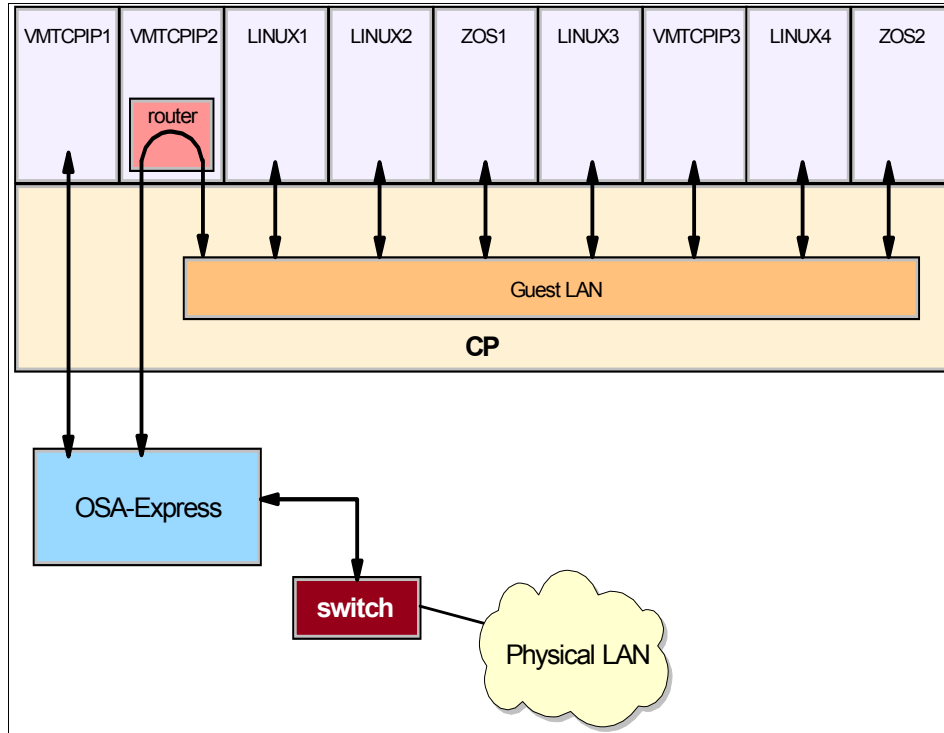 VMTCPIP1 VMTCPIP2 LINUX1 LINUX2 ZOS1 LINUX3 VMTCPIP3 LINUX4 ZOS2
router
Guest LAN
CP
OSA-Express
switch
Physical LAN